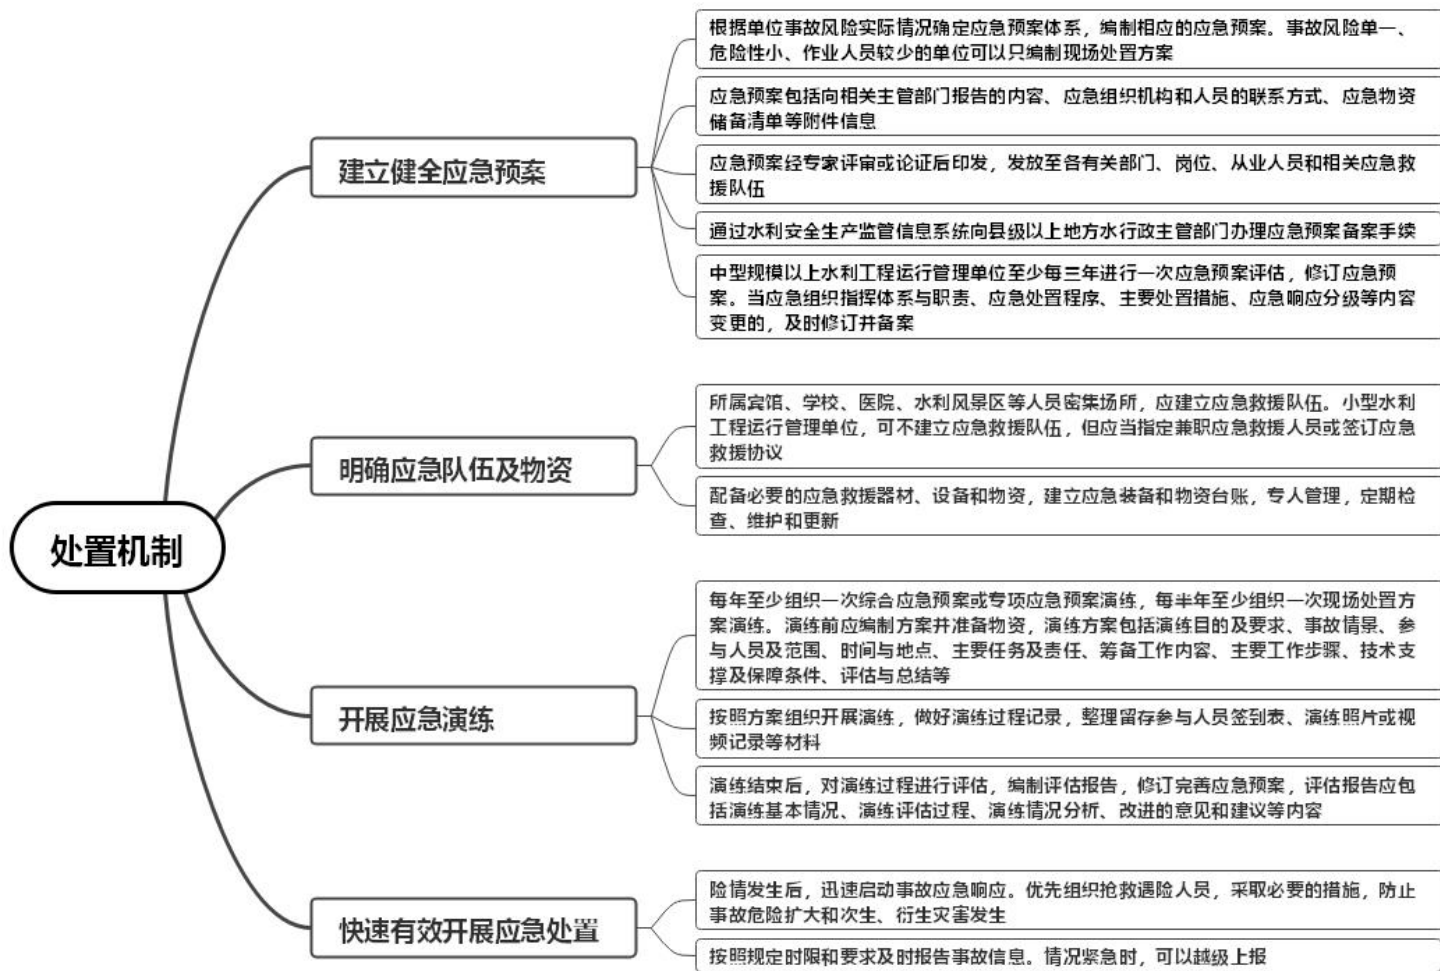 处置机制
建立健全应急预案
根据单位事故风险实际情况确定应急预案体系，编制相应的应急预案。事故风险单一、
危险性小、作业人员较少的单位可以只编制现场处置方案
应急预案包括向相关主管部门报告的内容、应急组织机构和人员的联系方式、应急物资
储备清单等附件信息
应急预案经专家评审或论证后印发，发放至各有关部门、岗位、从业人员和相关应急救
援队伍
通过水利安全生产监管信息系统向县级以上地方水行政主管部门办理应急预案备案手续
中型规模以上水利工程运行管理单位至少每三年进行一次应急预案评估，修订应急预
案。当应急组织指挥体系与职责、应急处置程序、主要处置措施、应急响应分级等内容
变更的，及时修订并备案
明确应急队伍及物资
所属宾馆、学校、医院、水利风景区等人员密集场所，应建立应急救援队伍。小型水利
工程运行管理单位，可不建立应急救援队伍，但应当指定兼职应急救援人员或签订应急
救援协议
配备必要的应急救援器材、设备和物资，建立应急装备和物资台账，专人管理，定期检
查、维护和更新
开展应急演练
每年至少组织一次综合应急预案或专项应急预案演练，每半年至少组织一次现场处置方
案演练。演练前应编制方案并准备物资，演练方案包括演练目的及要求、事故情景、参
与人员及范围、时间与地点、主要任务及责任、筹备工作内容、主要工作步骤、技术支
撑及保障条件、评估与总结等
按照方案组织开展演练，做好演练过程记录，整理留存参与人员签到表、演练照片或视
频记录等材料
演练结束后，对演练过程进行评估，编制评估报告，修订完善应急预案，评估报告应包
括演练基本情况、演练评估过程、演练情况分析、改进的意见和建议等内容
快速有效开展应急处置
险情发生后，迅速启动事故应急响应。优先组织抢救遇险人员，采取必要的措施，防止
事故危险扩大和次生、衍生灾害发生
按照规定时限和要求及时报告事故信息。情况紧急时，可以越级上报